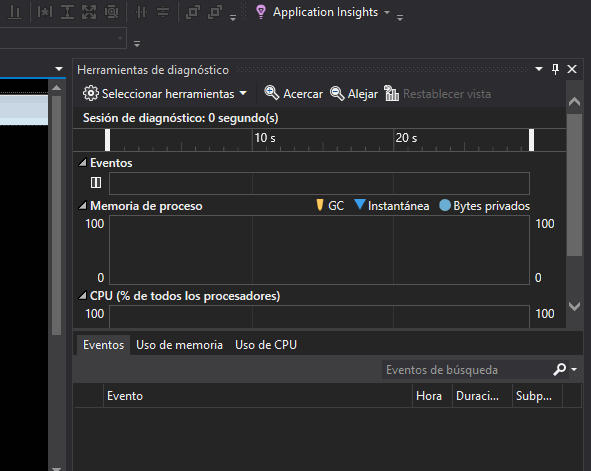 Application Insights
Herramientas de diagnóstico
Seleccionar herramientas Acercar Alejar Restablecer vista
Sesión de diagnóstico: 0 segundo(s)
10 s 20 s
Eventos
Memoria de proceso GC Instantánea Bytes privados
100 100
0 0
CPU (% de todos los procesadores)
100 100
Eventos Uso de memoria Uso de CPU
Eventos de búsqueda
Evento Hora Duraci... Subp...